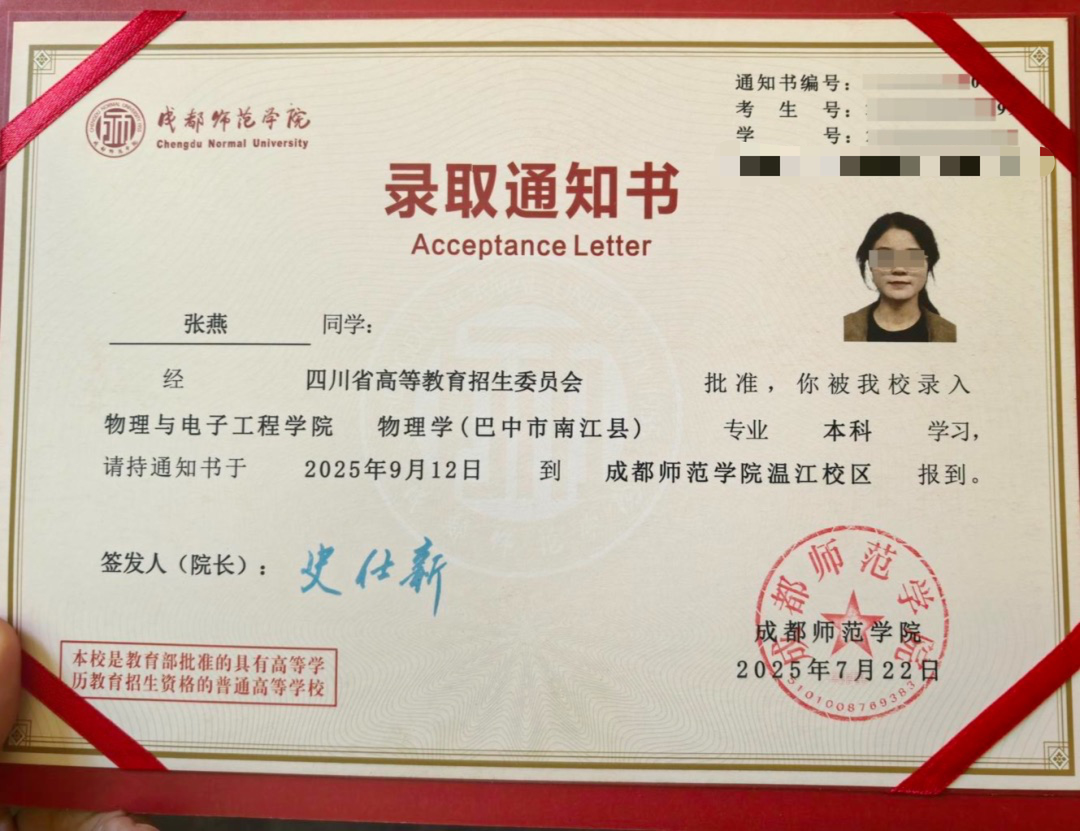 成都师范学院
Chengdu Normal University
通知书编号：
考 生 号：
学 号：
录取通知书
Acceptance Letter
张燕 同学：
经 四川省高等教育招生委员会 批准，你被我校录入
物理与电子工程学院 物理学(巴中市南江县) 专业 本科 学习，
请持通知书于 2025年9月12日 到 成都师范学院温江校区 报到。
签发人（院长）：史仕新
成都师范学院
成都师范学院
2025年7月22日
5101008769383
本校是教育部批准的具有高等学
历教育招生资格的普通高等学校